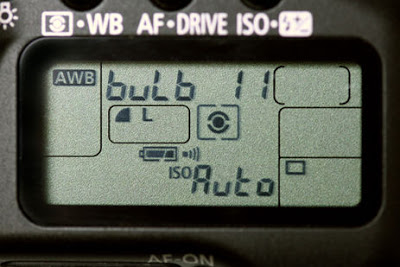 WB AF•DRIVE ISO•
AWB buLb 11
L
ISO Auto
AF-ON